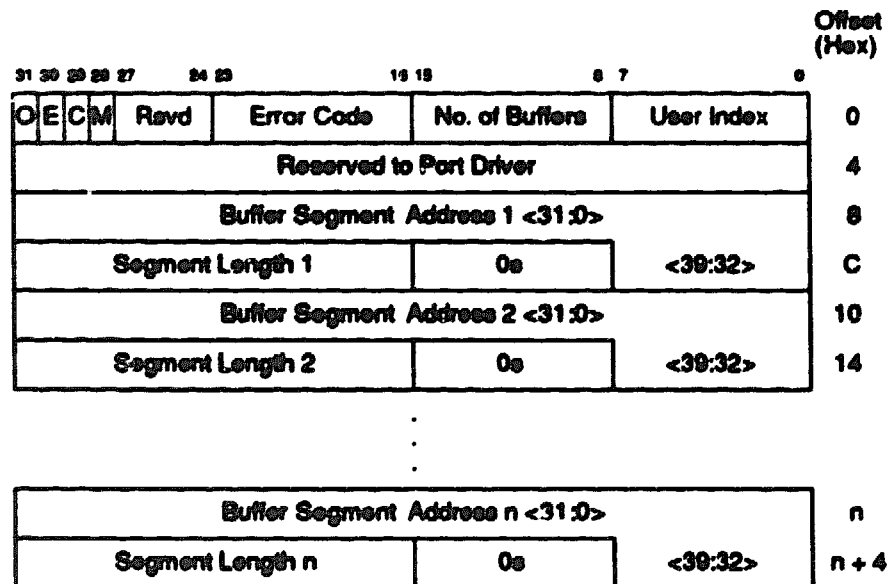 Offset
(Hex)
31 30 29 28 27 24 23 16 15 8 7 0
O E C M Rsvd Error Code No. of Buffers User Index 0
Reserved to Port Driver 4
Buffer Segment Address 1 <31:0> 8
Segment Length 1 0s <39:32> C
Buffer Segment Address 2 <31:0> 10
Segment Length 2 0s <39:32> 14
.
.
.
Buffer Segment Address n <31:0> n
Segment Length n 0s <39:32> n + 4